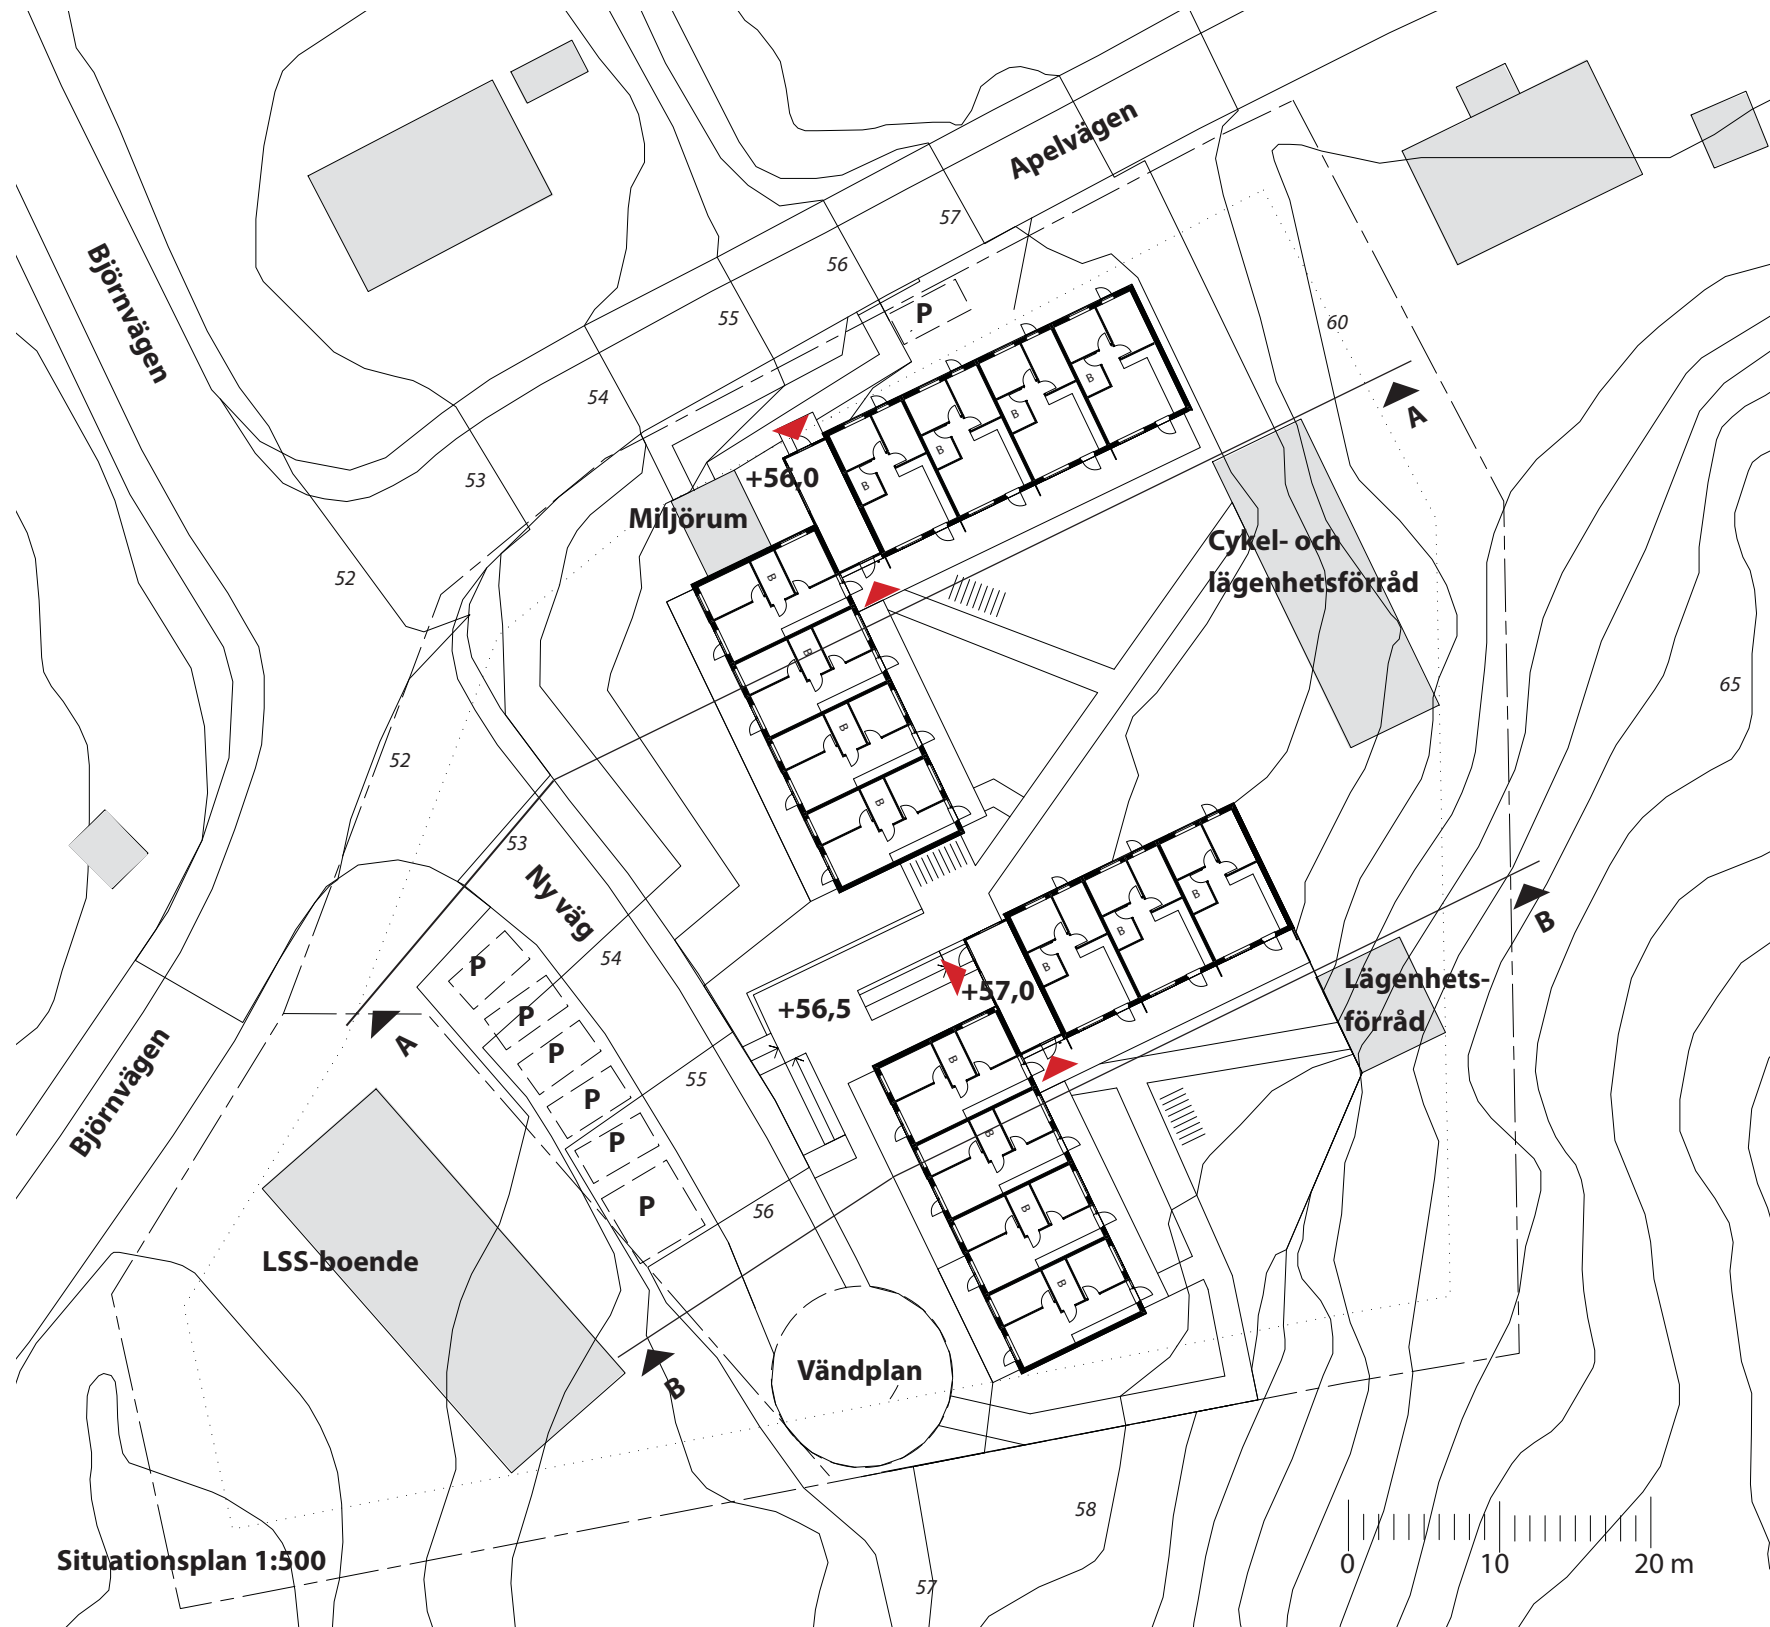 Apelvägen
57
56
Björnvägen
P
55
60
54
A
B
B
B
53
+56,0
B
Miljörum
Cykel- och
lägenhetsförråd
52
B
B
65
B
52
B
53
Ny väg
B
B
B
54
P
B
Lägenhets-
förråd
+57,0
+56,5
P
A
P
B
Björnvägen
55
P
B
P
P
B
56
LSS-boende
B
Vändplan
B
58
Situationsplan 1:500
0 10 20 m
57